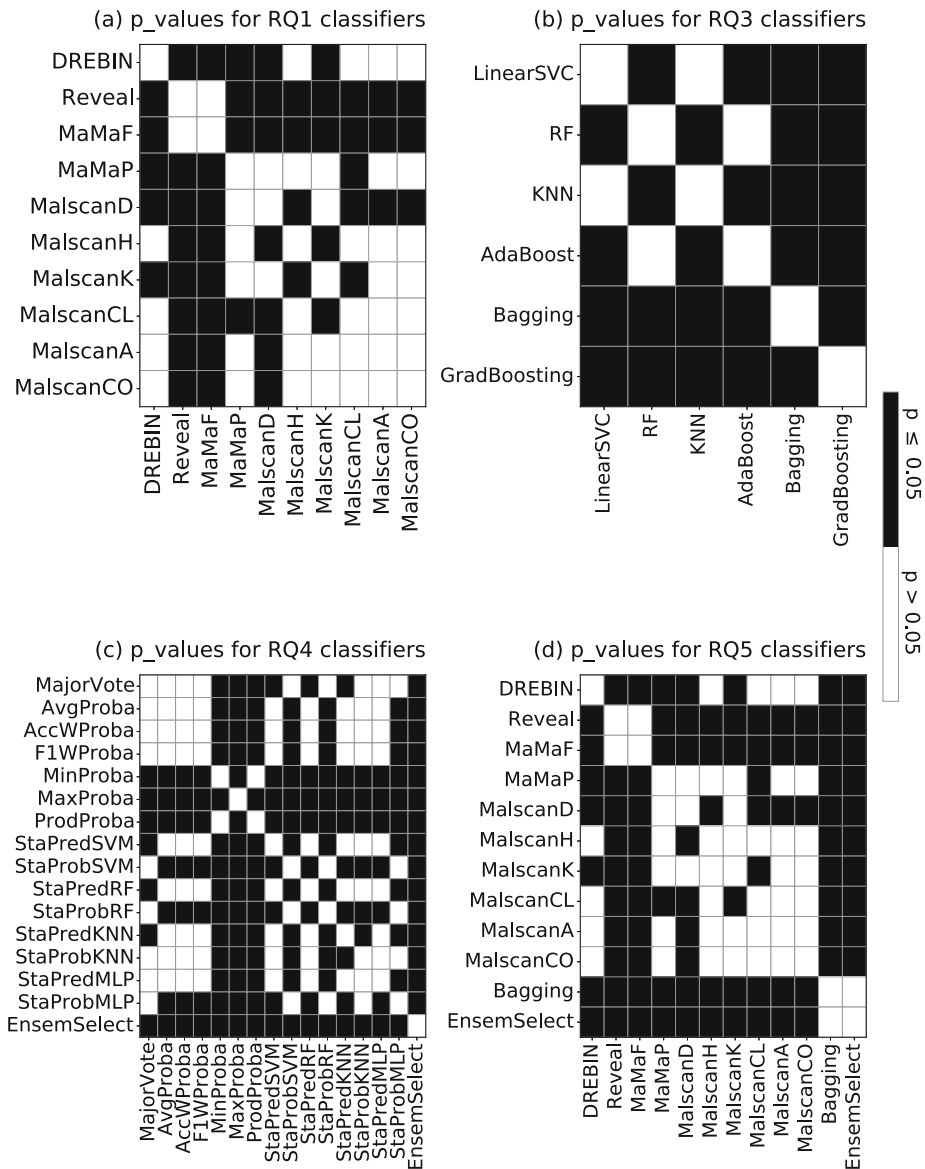 (a) p_values for RQ1 classifiers
DREBIN
Reveal
MaMaF
MaMaP
MalscanD
MalscanH
MalscanK
MalscanCL
MalscanA
MalscanCO
DREBIN
Reveal
MaMaF
MaMaP
MalscanD
MalscanH
MalscanK
MalscanCL
MalscanA
MalscanCO
(b) p_values for RQ3 classifiers
LinearSVC
RF
KNN
AdaBoost
Bagging
GradBoosting
LinearSVC
RF
KNN
AdaBoost
Bagging
GradBoosting
p ≤ 0.05
p > 0.05
(c) p_values for RQ4 classifiers
MajorVote
AvgProba
AccWProba
F1WProba
MinProba
MaxProba
ProdProba
StaPredSVM
StaProbSVM
StaPredRF
StaProbRF
StaPredKNN
StaProbKNN
StaPredMLP
StaProbMLP
EnsemSelect
MajorVote
AvgProba
AccWProba
F1WProba
MinProba
MaxProba
ProdProba
StaPredSVM
StaProbSVM
StaPredRF
StaProbRF
StaPredKNN
StaProbKNN
StaPredMLP
StaProbMLP
EnsemSelect
(d) p_values for RQ5 classifiers
DREBIN
Reveal
MaMaF
MaMaP
MalscanD
MalscanH
MalscanK
MalscanCL
MalscanA
MalscanCO
Bagging
EnsemSelect
DREBIN
Reveal
MaMaF
MaMaP
MalscanD
MalscanH
MalscanK
MalscanCL
MalscanA
MalscanCO
Bagging
EnsemSelect